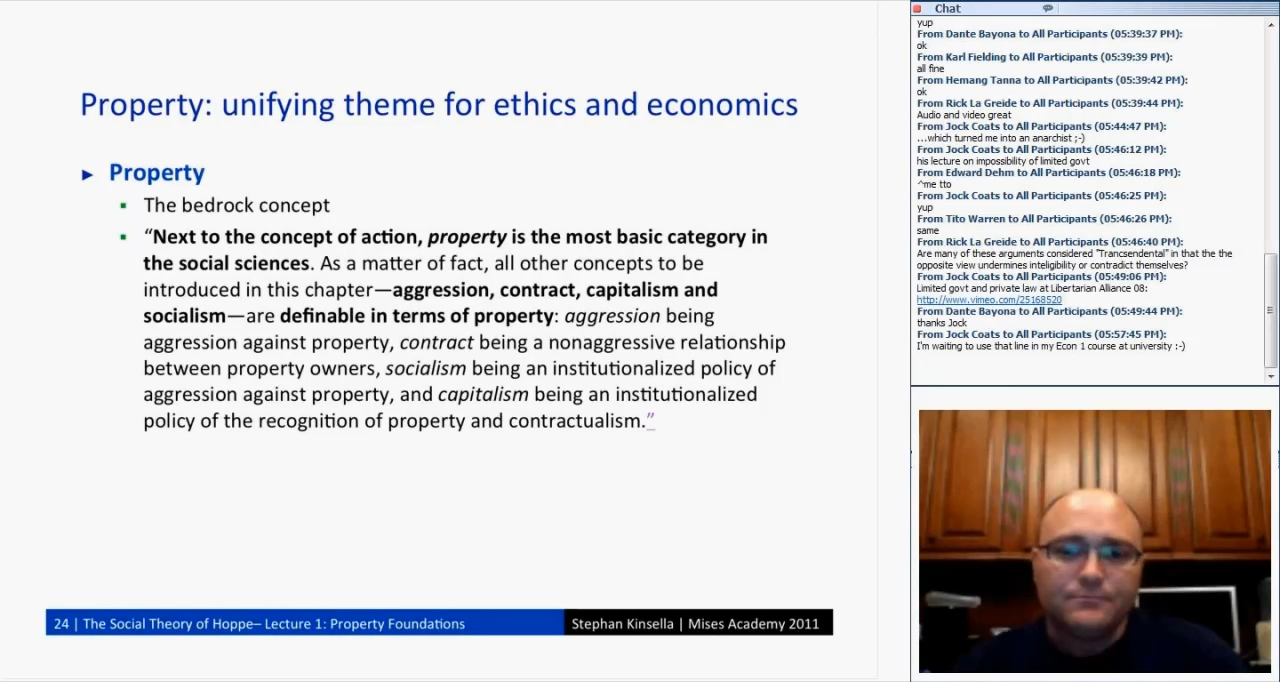 Property: unifying theme for ethics and economics
► Property
▪ The bedrock concept
▪ “Next to the concept of action, property is the most basic category in
the social sciences. As a matter of fact, all other concepts to be
introduced in this chapter—aggression, contract, capitalism and
socialism—are definable in terms of property: aggression being
aggression against property, contract being a nonaggressive relationship
between property owners, socialism being an institutionalized policy of
aggression against property, and capitalism being an institutionalized
policy of the recognition of property and contractualism.”
24 | The Social Theory of Hoppe– Lecture 1: Property Foundations
Stephan Kinsella | Mises Academy 2011
Chat
yup
From Dante Bayona to All Participants (05:39:37 PM):
ok
From Karl Fielding to All Participants (05:39:39 PM):
all fine
From Hemang Tanna to All Participants (05:39:42 PM):
ok
From Rick La Greide to All Participants (05:39:44 PM):
Audio and video great
From Jock Coats to All Participants (05:44:47 PM):
...which turned me into an anarchist ;-)
From Jock Coats to All Participants (05:46:12 PM):
his lecture on impossibility of limited govt
From Edward Dehm to All Participants (05:46:18 PM):
^me tto
From Jock Coats to All Participants (05:46:25 PM):
yup
From Tito Warren to All Participants (05:46:26 PM):
same
From Rick La Greide to All Participants (05:46:40 PM):
Are many of these arguments considered "Trancsendental" in that the the
opposite view undermines inteligibility or contradict themselves?
From Jock Coats to All Participants (05:49:06 PM):
Limited govt and private law at Libertarian Alliance 08:
http://www.vimeo.com/25168520
From Dante Bayona to All Participants (05:49:44 PM):
thanks Jock
From Jock Coats to All Participants (05:57:45 PM):
I'm waiting to use that line in my Econ 1 course at university :-)